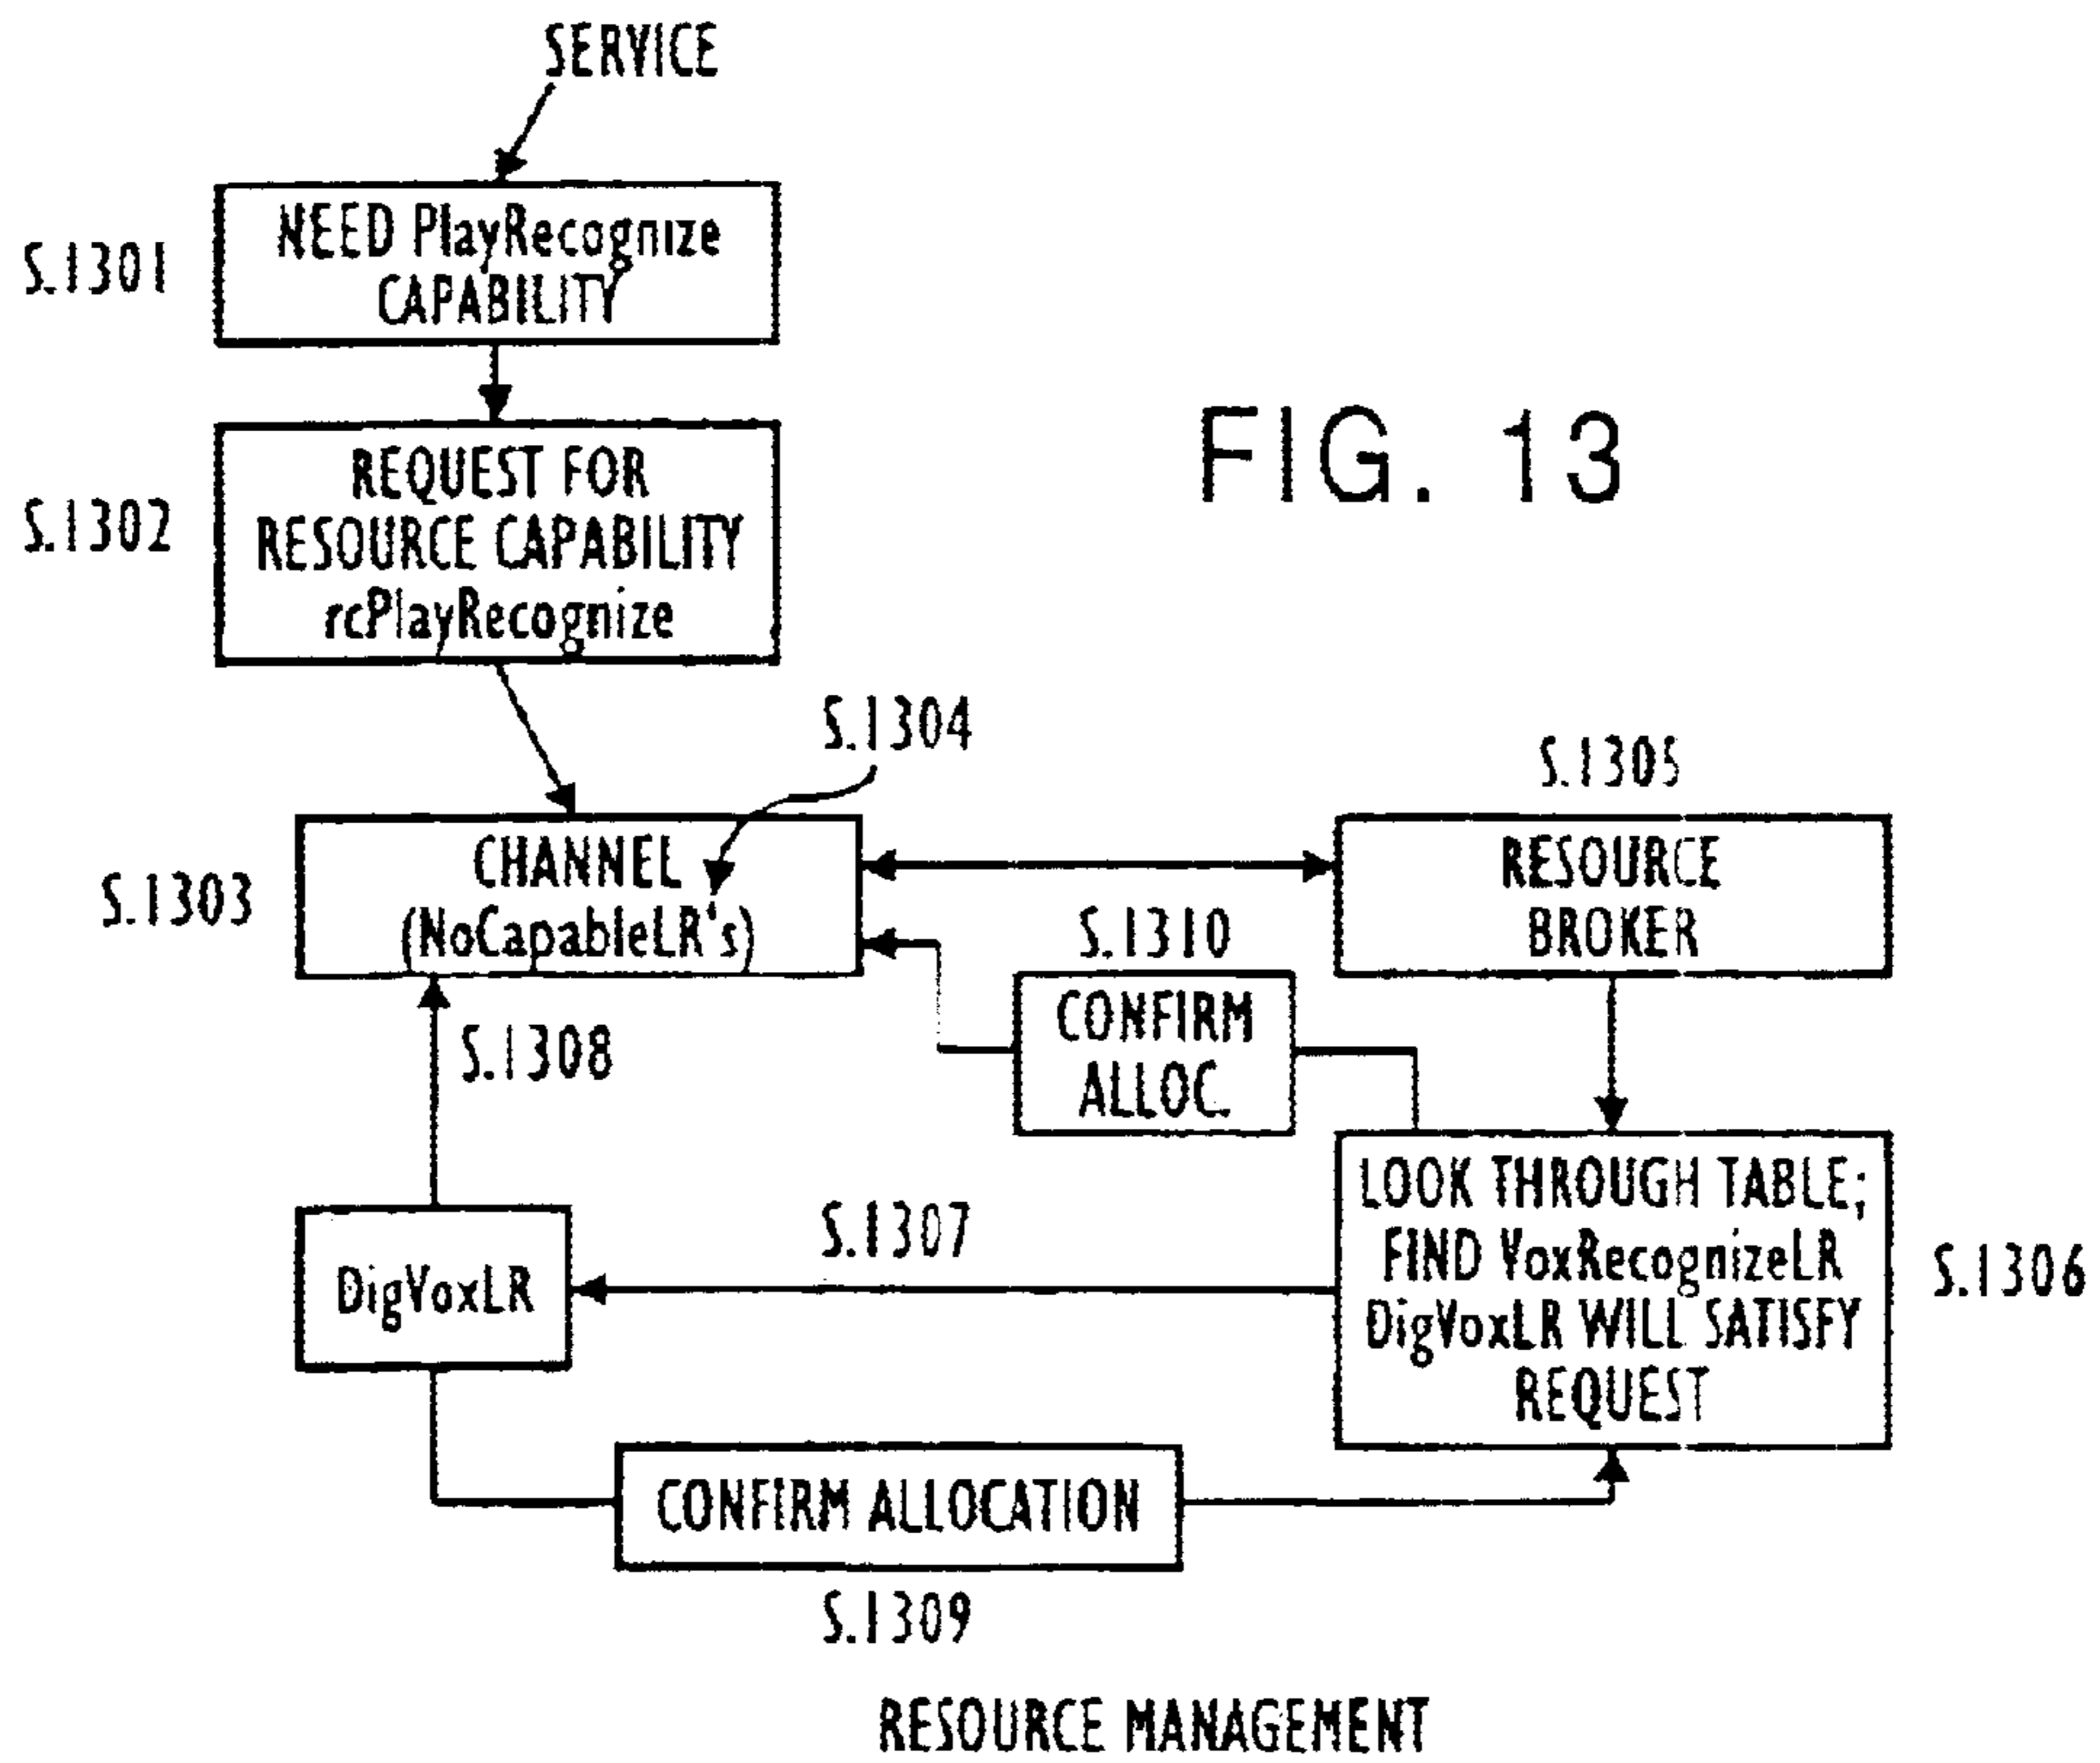 SERVICE
S.1301
NEED PlayRecognize
CAPABILITY
FIG. 13
S.1302
REQUEST FOR
RESOURCE CAPABILITY
rcPlayRecognize
S.1304
S.1305
S.1303
CHANNEL
(NoCapableLR's)
RESOURCE
BROKER
S.1310
CONFIRM
ALLOC.
S.1308
S.1307
DigVoxLR
LOOK THROUGH TABLE;
FIND VoxRecognizeLR
DigVoxLR WILL SATISFY
REQUEST
S.1306
CONFIRM ALLOCATION
S.1309
RESOURCE MANAGEMENT